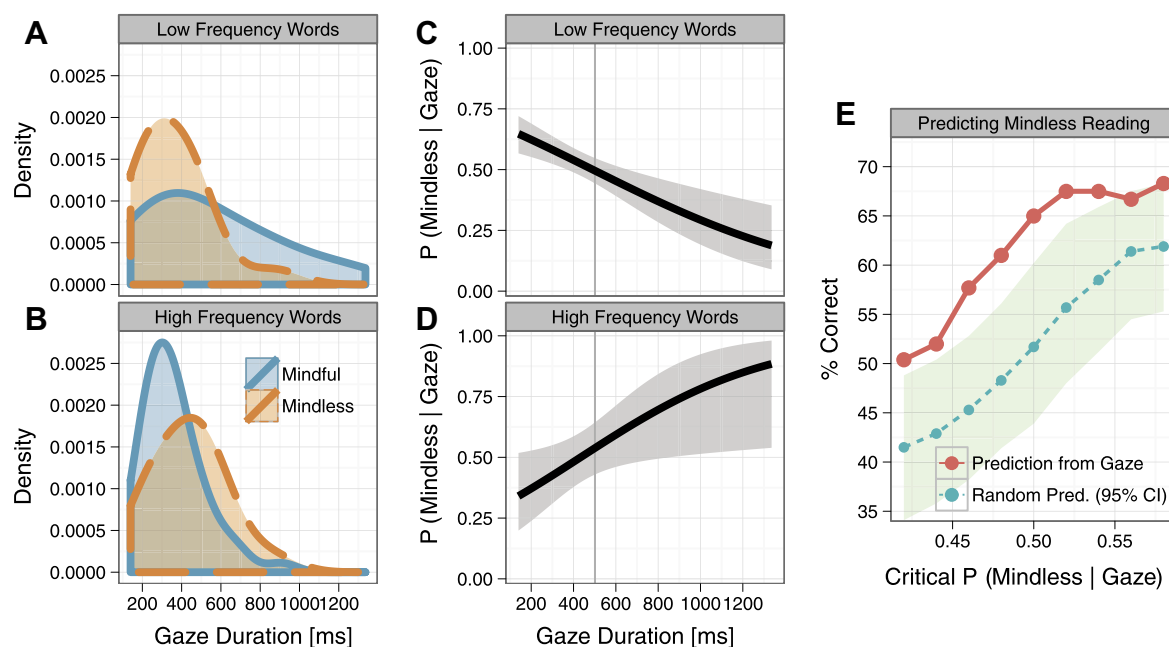 A
Low Frequency Words
0.0025
0.0020
0.0015
0.0010
0.0005
0.0000
Density
B
High Frequency Words
0.0025
0.0020
0.0015
0.0010
0.0005
0.0000
Density
Mindful
Mindless
200 400 600 800 1000 1200
Gaze Duration [ms]
C
Low Frequency Words
1.00
0.75
0.50
0.25
0.00
P (Mindless | Gaze)
D
High Frequency Words
1.00
0.75
0.50
0.25
0.00
P (Mindless | Gaze)
200 400 600 800 1000 1200
Gaze Duration [ms]
E
Predicting Mindless Reading
70
65
60
55
50
45
40
35
% Correct
Prediction from Gaze
Random Pred. (95% CI)
0.45 0.50 0.55
Critical P (Mindless | Gaze)